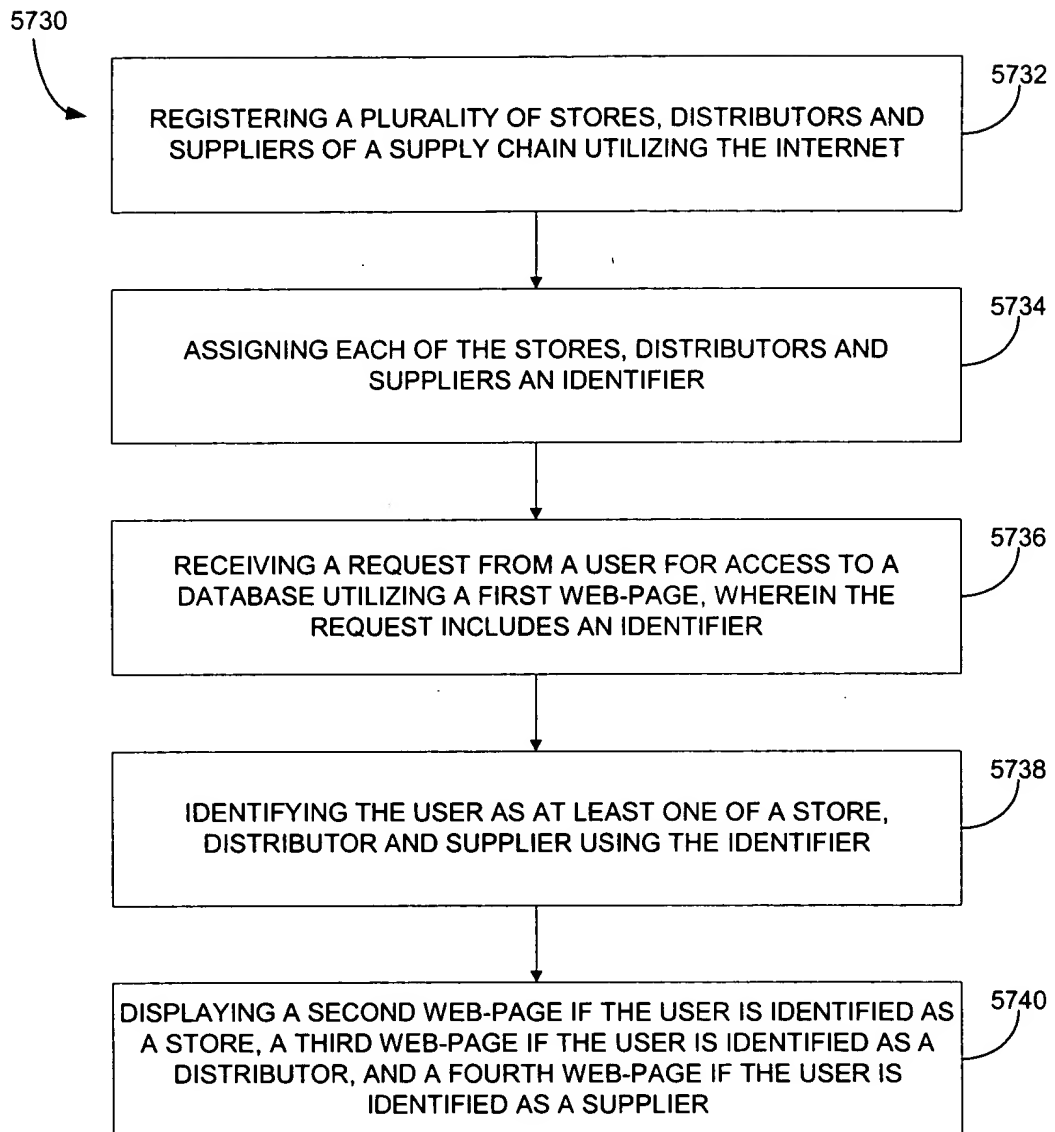 5730
5732
REGISTERING A PLURALITY OF STORES, DISTRIBUTORS AND
SUPPLIERS OF A SUPPLY CHAIN UTILIZING THE INTERNET
5734
ASSIGNING EACH OF THE STORES, DISTRIBUTORS AND
SUPPLIERS AN IDENTIFIER
5736
RECEIVING A REQUEST FROM A USER FOR ACCESS TO A
DATABASE UTILIZING A FIRST WEB-PAGE, WHEREIN THE
REQUEST INCLUDES AN IDENTIFIER
5738
IDENTIFYING THE USER AS AT LEAST ONE OF A STORE,
DISTRIBUTOR AND SUPPLIER USING THE IDENTIFIER
5740
DISPLAYING A SECOND WEB-PAGE IF THE USER IS IDENTIFIED AS
A STORE, A THIRD WEB-PAGE IF THE USER IS IDENTIFIED AS A
DISTRIBUTOR, AND A FOURTH WEB-PAGE IF THE USER IS
IDENTIFIED AS A SUPPLIER